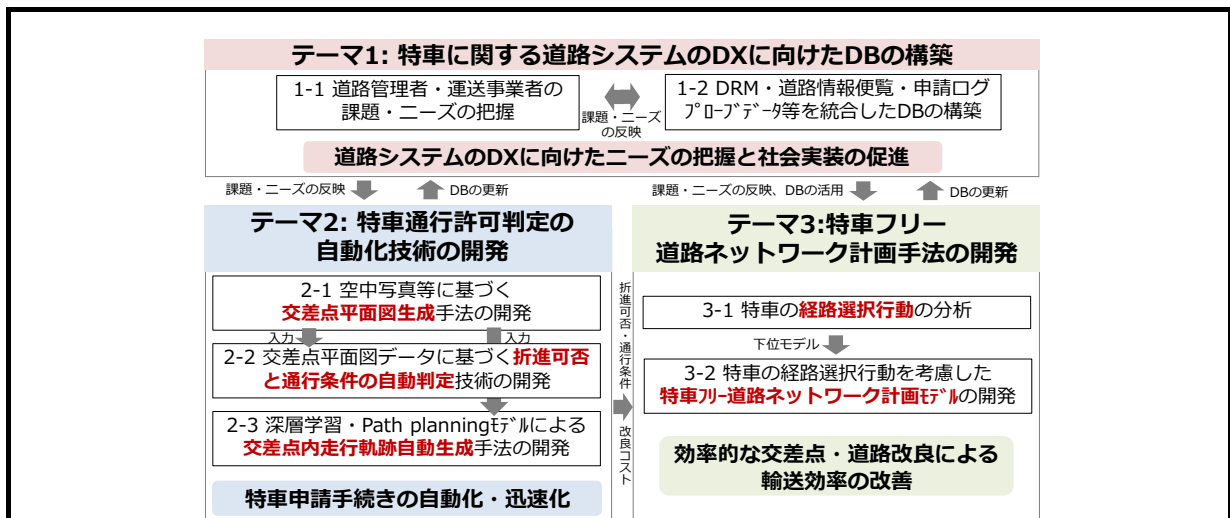 テーマ1: 特車に関する道路システムのDXに向けたDBの構築
1-1 道路管理者・運送事業者の
課題・ニーズの把握
課題・ニーズ
の反映
1-2 DRM・道路情報便覧・申請ログ
ﾌﾟﾛｰﾌﾞﾃﾞｰﾀ等を統合したDBの構築
道路システムのDXに向けたニーズの把握と社会実装の促進
課題・ニーズの反映
DBの更新
課題・ニーズの反映、DBの活用
DBの更新
テーマ2: 特車通行許可判定の
自動化技術の開発
2-1 空中写真等に基づく
交差点平面図生成手法の開発
入力
入力
2-2 交差点平面図データに基づく折進可否
と通行条件の自動判定技術の開発
2-3 深層学習・Path planningﾓﾃﾞﾙによる
交差点内走行軌跡自動生成手法の開発
特車申請手続きの自動化・迅速化
折進可否・通行条件
改良コスト
テーマ3:特車フリー
道路ネットワーク計画手法の開発
3-1 特車の経路選択行動の分析
下位モデル
3-2 特車の経路選択行動を考慮した
特車ﾌﾘｰ道路ネットワーク計画ﾓﾃﾞﾙの開発
効率的な交差点・道路改良による
輸送効率の改善